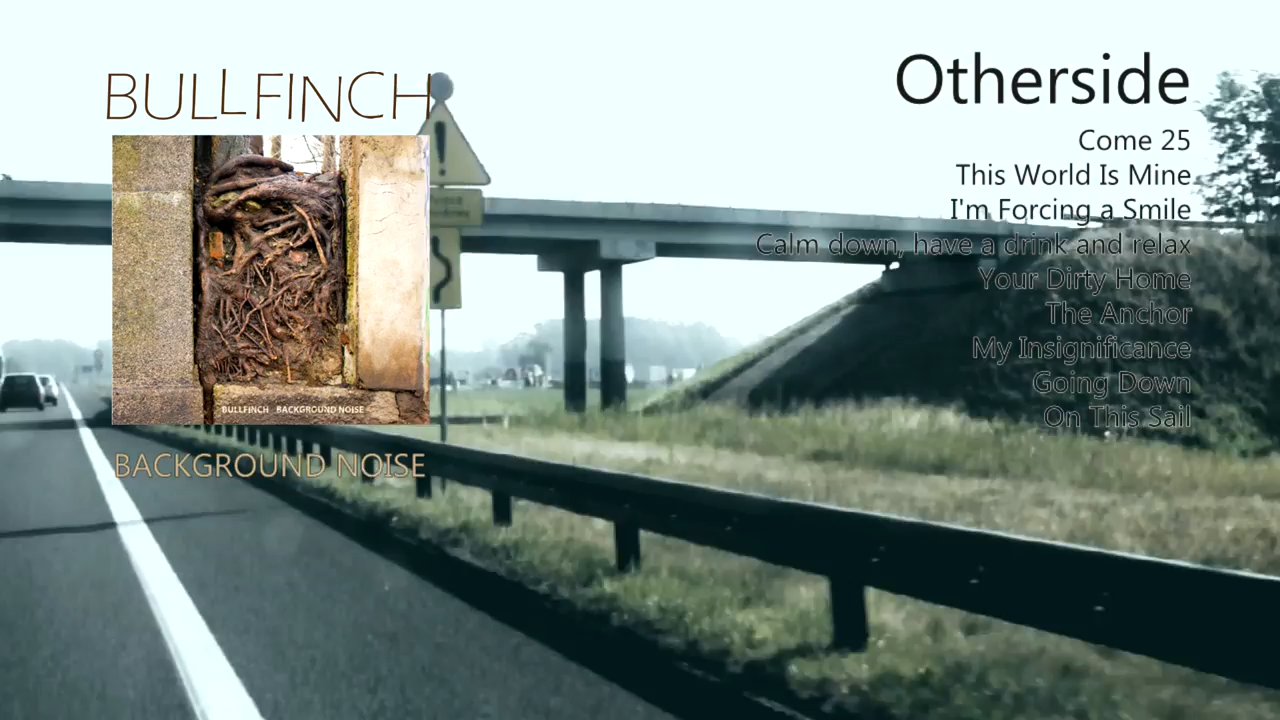 BULLFINCH
BULLFINCH BACKGROUND NOISE
BACKGROUND NOISE
Otherside
Come 25
This World Is Mine
I'm Forcing a Smile
Calm down, have a drink and relax
Your Dirty Home
The Anchor
My Insignificance
Going Down
On This Sail